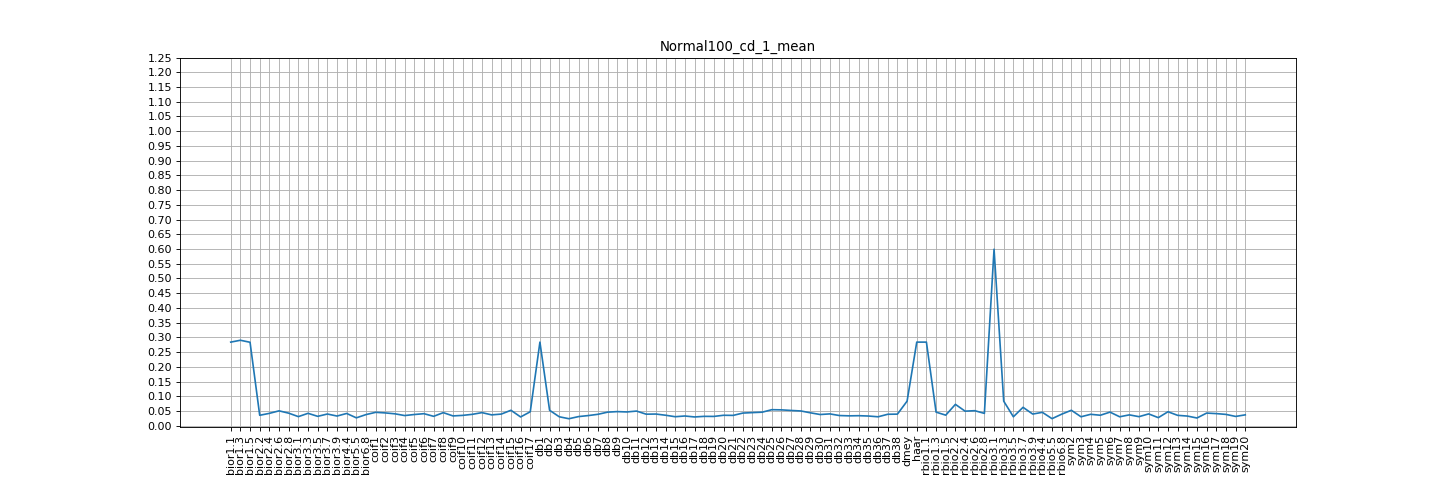 Normal100_cd_1_mean
1.25
1.20
1.15
1.10
1.05
1.00
0.95
0.90
0.85
0.80
0.75
0.70
0.65
0.60
0.55
0.50
0.45
0.40
0.35
0.30
0.25
0.20
0.15
0.10
0.05
0.00
bior1.1
bior1.3
bior1.5
bior2.2
bior2.4
bior2.6
bior2.8
bior3.1
bior3.3
bior3.5
bior3.7
bior3.9
bior4.4
bior5.5
bior6.8
coif1
coif2
coif3
coif4
coif5
coif6
coif7
coif8
coif9
coif10
coif11
coif12
coif13
coif14
coif15
coif16
coif17
db1
db2
db3
db4
db5
db6
db7
db8
db9
db10
db11
db12
db13
db14
db15
db16
db17
db18
db19
db20
db21
db22
db23
db24
db25
db26
db27
db28
db29
db30
db31
db32
db33
db34
db35
db36
db37
db38
dmey
haar
rbio1.1
rbio1.3
rbio1.5
rbio2.2
rbio2.4
rbio2.6
rbio2.8
rbio3.1
rbio3.3
rbio3.5
rbio3.7
rbio3.9
rbio4.4
rbio5.5
rbio6.8
sym2
sym3
sym4
sym5
sym6
sym7
sym8
sym9
sym10
sym11
sym12
sym13
sym14
sym15
sym16
sym17
sym18
sym19
sym20